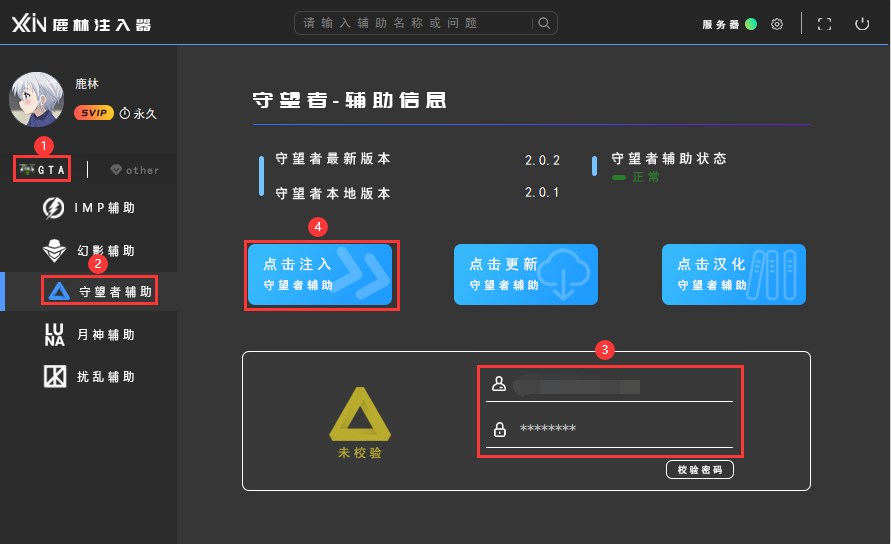 XXIN 鹿林注入器
请输入辅助名称或问题
服务器
鹿林
SVIP 永久
1
GTA other
IMP辅助
幻影辅助
2
守望者辅助
LUNA 月神辅助
扰乱辅助
守望者-辅助信息
守望者最新版本 2.0.2
守望者本地版本 2.0.1
守望者辅助状态
正常
4
点击注入
守望者辅助
点击更新
守望者辅助
点击汉化
守望者辅助
3
********
未校验
校验密码